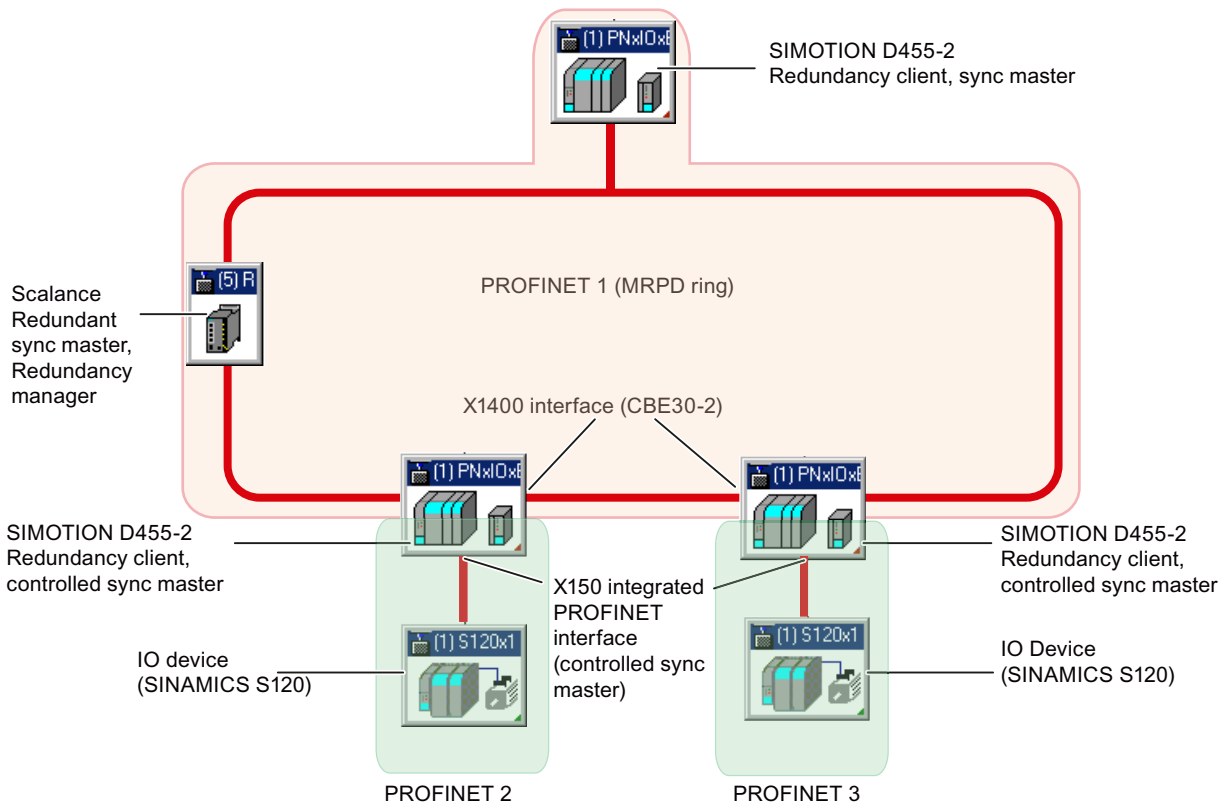 (1) PNxIOxE
SIMOTION D455-2
Redundancy client, sync master
(5) R
Scalance
Redundant
sync master,
Redundancy
manager
PROFINET 1 (MRPD ring)
X1400 interface (CBE30-2)
(1) PNxIOxE
(1) PNxIOxE
SIMOTION D455-2
Redundancy client,
controlled sync master
SIMOTION D455-2
Redundancy client,
controlled sync master
X150 integrated
PROFINET
interface
(controlled sync
master)
(1) S120x1
(1) S120x1
IO device
(SINAMICS S120)
IO Device
(SINAMICS S120)
PROFINET 2
PROFINET 3